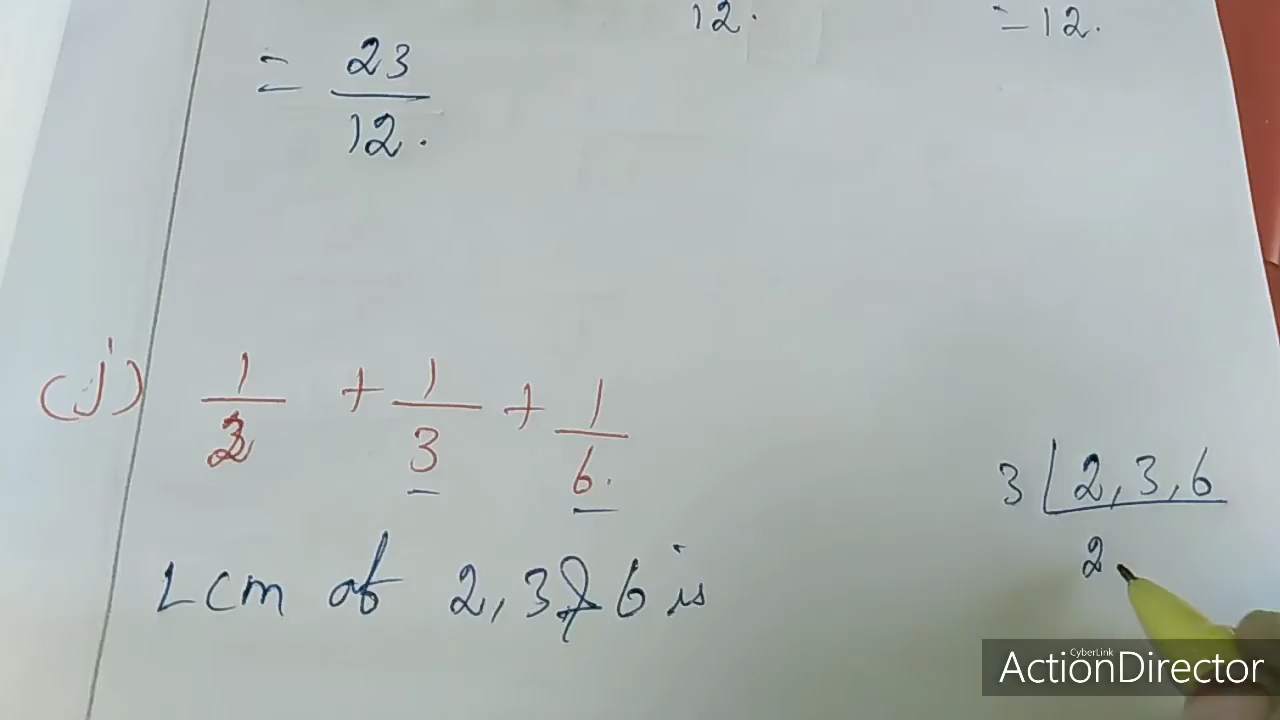 12. = 12.
= 23/12.
(j) 1/2 + 1/3 + 1/6.
3 | 2, 3, 6
2
LCM of 2, 3 & 6 is
CyberLink
ActionDirector